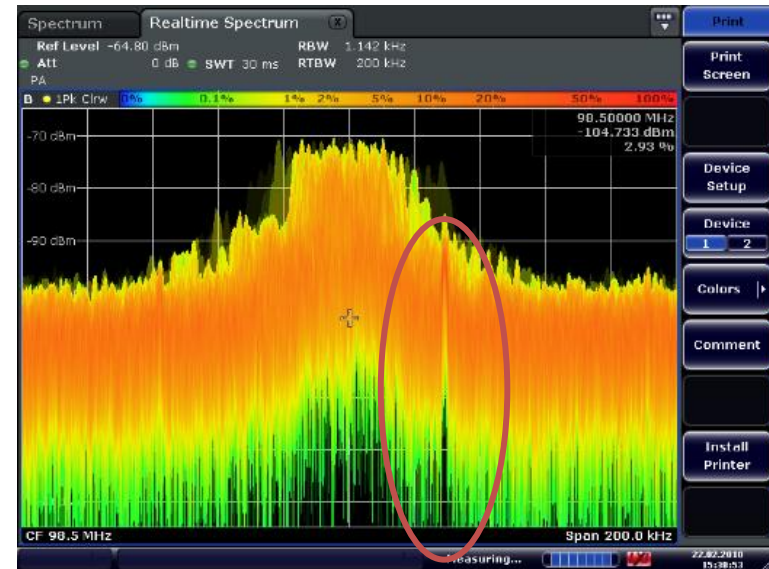 Spectrum Realtime Spectrum Print
Ref Level -64.80 dBm RBW 1.142 kHz
Att 0 dB SWT 30 ms RTBW 200 kHz
PA
B 1Pk Clrw 0% 0.1% 1% 2% 5% 10% 20% 50% 100%
98.50000 MHz
-104.733 dBm
2.93 %
-70 dBm
-80 dBm
-90 dBm
CF 98.5 MHz Span 200.0 kHz
Measuring...
22.02.2010
15:38:53
Print
Screen
Device
Setup
Device
1 2
Colors
Comment
Install
Printer